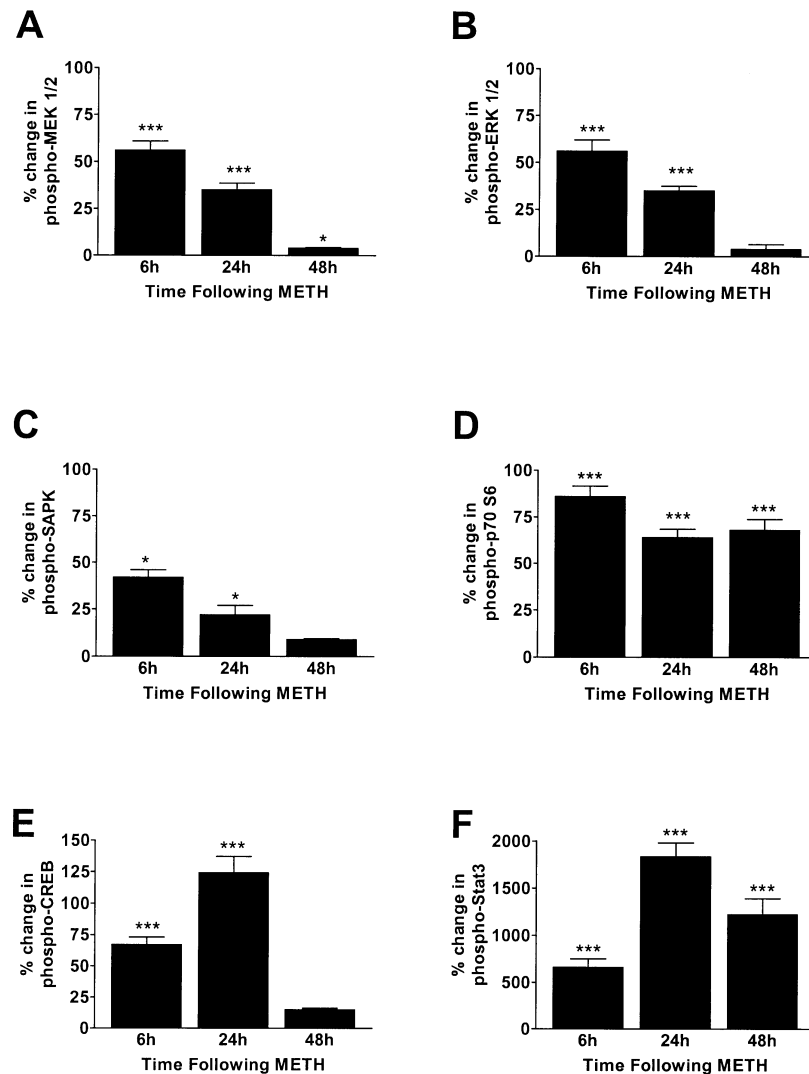 A
% change in
phospho-MEK 1/2
100
75
50
25
0
***
***
*
6h 24h 48h
Time Following METH
B
% change in
phospho-ERK 1/2
100
75
50
25
0
***
***
6h 24h 48h
Time Following METH
C
% change in
phospho-SAPK
100
75
50
25
0
*
*
6h 24h 48h
Time Following METH
D
% change in
phospho-p70 S6
100
75
50
25
0
***
***
***
6h 24h 48h
Time Following METH
E
% change in
phospho-CREB
150
125
100
75
50
25
0
***
***
6h 24h 48h
Time Following METH
F
% change in
phospho-Stat3
2000
1500
1000
500
0
***
***
***
6h 24h 48h
Time Following METH